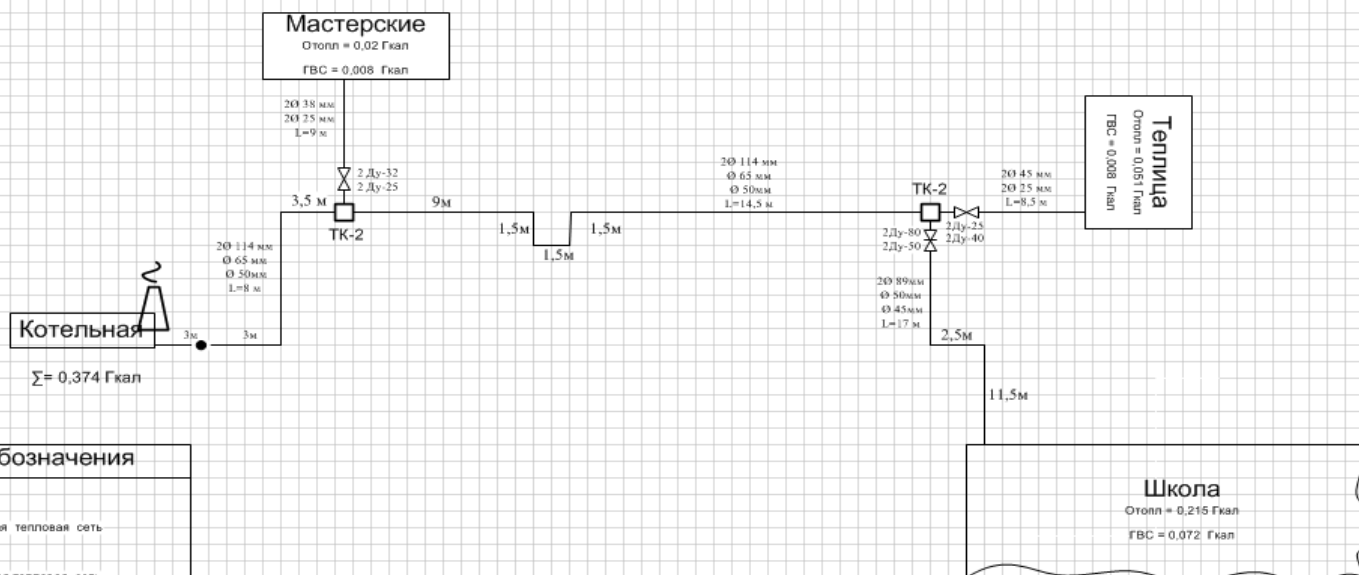 Мастерские
Отопл = 0,02 Гкал
ГВС = 0,008 Гкал
2Ø 38 мм
2Ø 25 мм
L=9 м
2 Ду-32
2 Ду-25
3,5 м
ТК-2
9м
1,5м
1,5м
1,5м
2Ø 114 мм
Ø 65 мм
Ø 50мм
L=14,5 м
ТК-2
2Ø 45 мм
2Ø 25 мм
L=8,5 м
Теплица
Отопл = 0,051 Гкал
ГВС = 0,008 Гкал
2Ду-25
2Ду-40
2Ду-80
2Ду-50
2Ø 114 мм
Ø 65 мм
Ø 50мм
L=8 м
Котельная
3м
3м
∑= 0,374 Гкал
2Ø 89мм
Ø 50мм
Ø 45мм
L=17 м
2,5м
11,5м
бозначения
я тепловая сеть
Школа
Отопл = 0,215 Гкал
ГВС = 0,072 Гкал